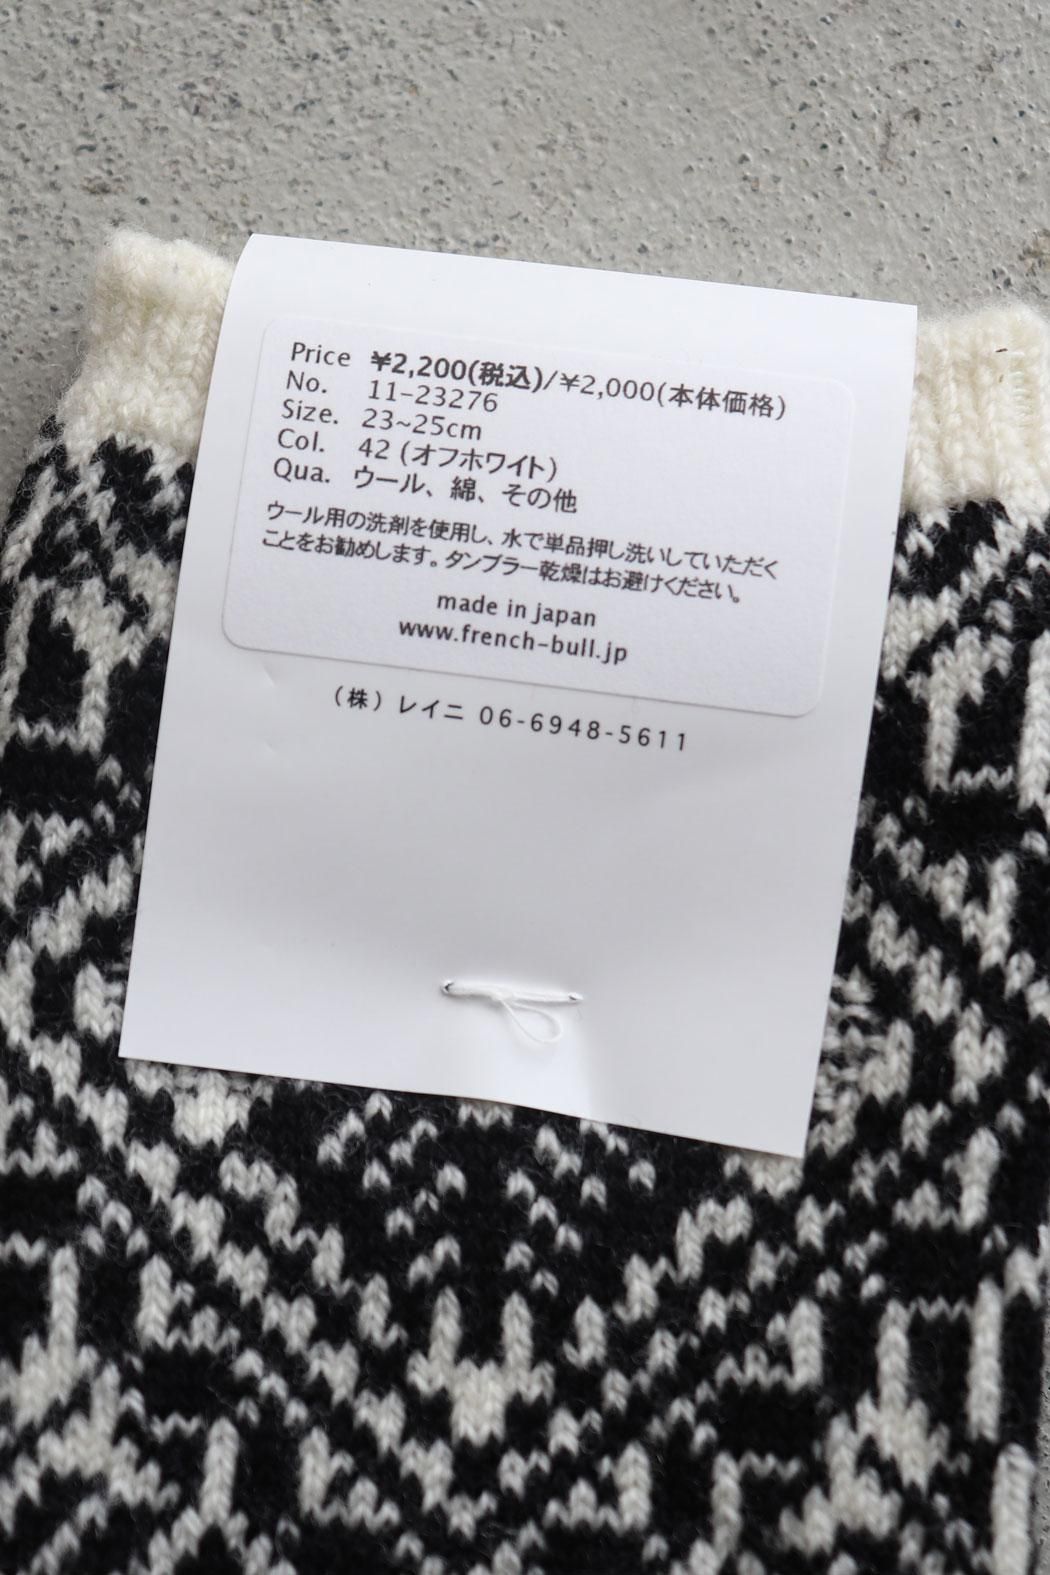 Price ¥2,200(税込)/¥2,000(本体価格)
No. 11-23276
Size. 23~25cm
Col. 42 (オフホワイト)
Qua. ウール、綿、その他
ウール用の洗剤を使用し、水で単品押し洗いしていただく
ことをお勧めします。タンブラー乾燥はお避けください。
made in japan
www.french-bull.jp
(株) レイニ 06-6948-5611